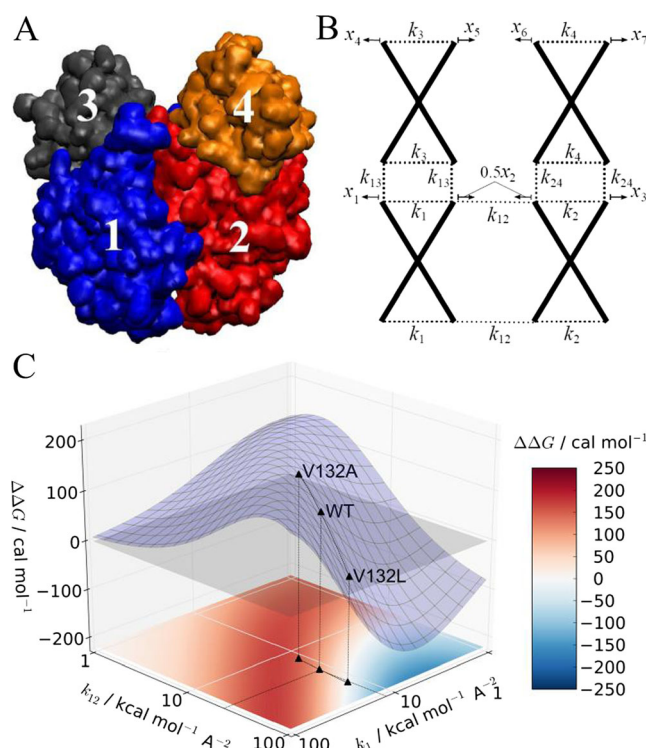 A
3
4
1
2
B
x4 k3 x5 x6 k4 x7
k3 k4
k13 k13 0.5x2 k24 k24
x1 k1 k12 k2 x3
k1 k12 k2
C
ΔΔG / cal mol−1
200
100
0
−100
−200
V132A
WT
V132L
1
10
100
k12 / kcal mol−1 A−2
100
10
1
k1 / kcal mol−1 A−2
ΔΔG / cal mol−1
250
200
150
100
50
0
−50
−100
−150
−200
−250